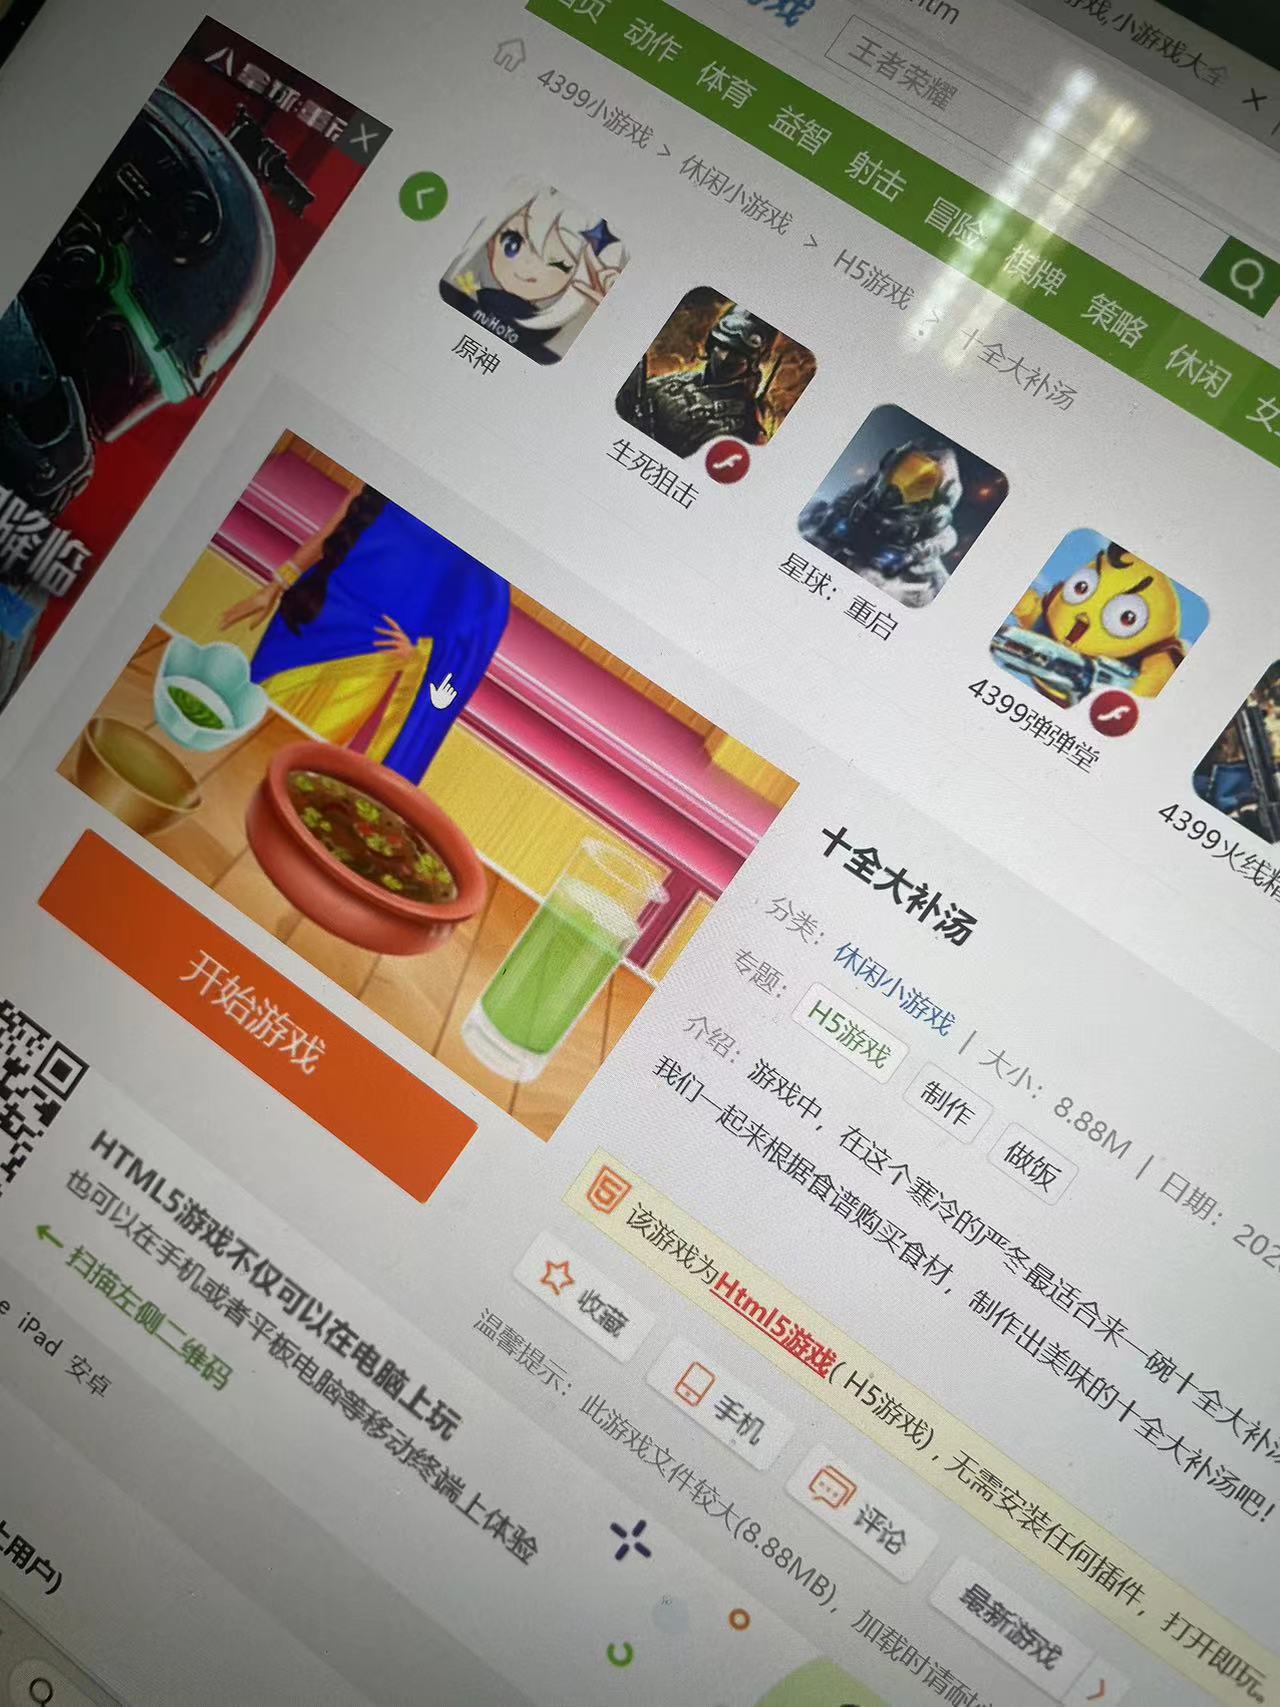 小游戏大全
王者荣耀
动作 体育 益智 射击 冒险 棋牌 策略 休闲
4399小游戏 > 休闲小游戏 > H5游戏 > 十全大补汤
降临
miHoYo
原神
生死狙击
星球：重启
4399弹弹堂
4399火线精
十全大补汤
分类：休闲小游戏 | 大小：8.88M | 日期：202
专题：H5游戏 制作 做饭
介绍：游戏中，在这个寒冷的严冬最适合来一碗十全大补汤
我们一起来根据食谱购买食材，制作出美味的十全大补汤吧！
开始游戏
该游戏为Html5游戏( H5游戏)，无需安装任何插件，打开即玩。
收藏 手机 评论 最新游戏
温馨提示：此游戏文件较大(8.88MB)，加载时请耐
HTML5游戏不仅可以在电脑上玩
也可以在手机或者平板电脑等移动终端上体验
扫描左侧二维码
iPad 安卓
用户)